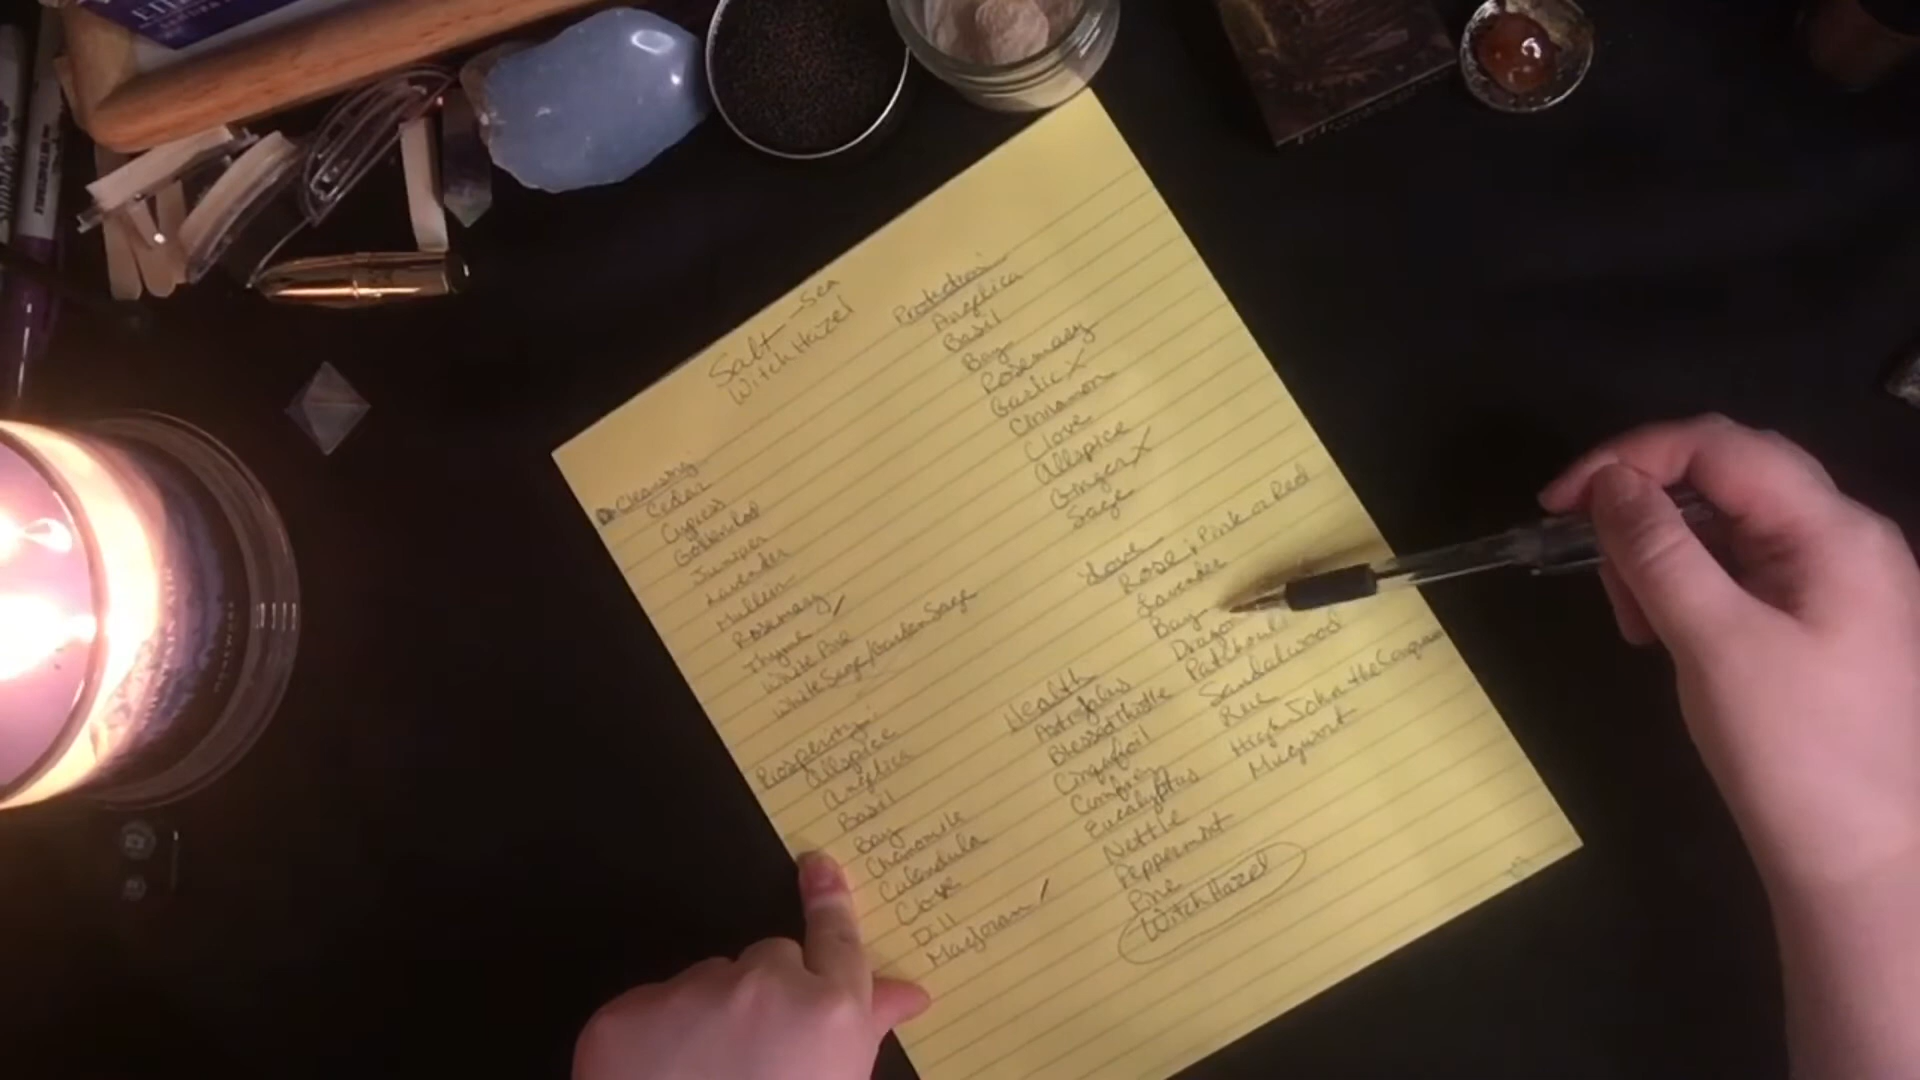 Salt - Sea
Witch Hazel
Cleansing:
Cedar
Cypress
Goldenrod
Juniper
Lavender
Mullein
Rosemary /
Thyme
White Pine
White Sage/Garden Sage
Prosperity:
Allspice
Angelica
Basil
Bay
Chamomile
Calendula
Clove
Dill
Marjoram /
Protection:
Angelica
Basil
Bay
Rosemary
Garlic X
Cinnamon
Clove
Allspice
Ginger X
Sage
Love
Rose; Pink or Red
Lavender
Bay
Dragon
Patchouli
Sandalwood
Rue
High John the Conquer
Mugwort
Health
Astragalus
Blessed Thistle
Cinquefoil
Comfrey
Eucalyptus
Nettle
Peppermint
Pine
Witch Hazel